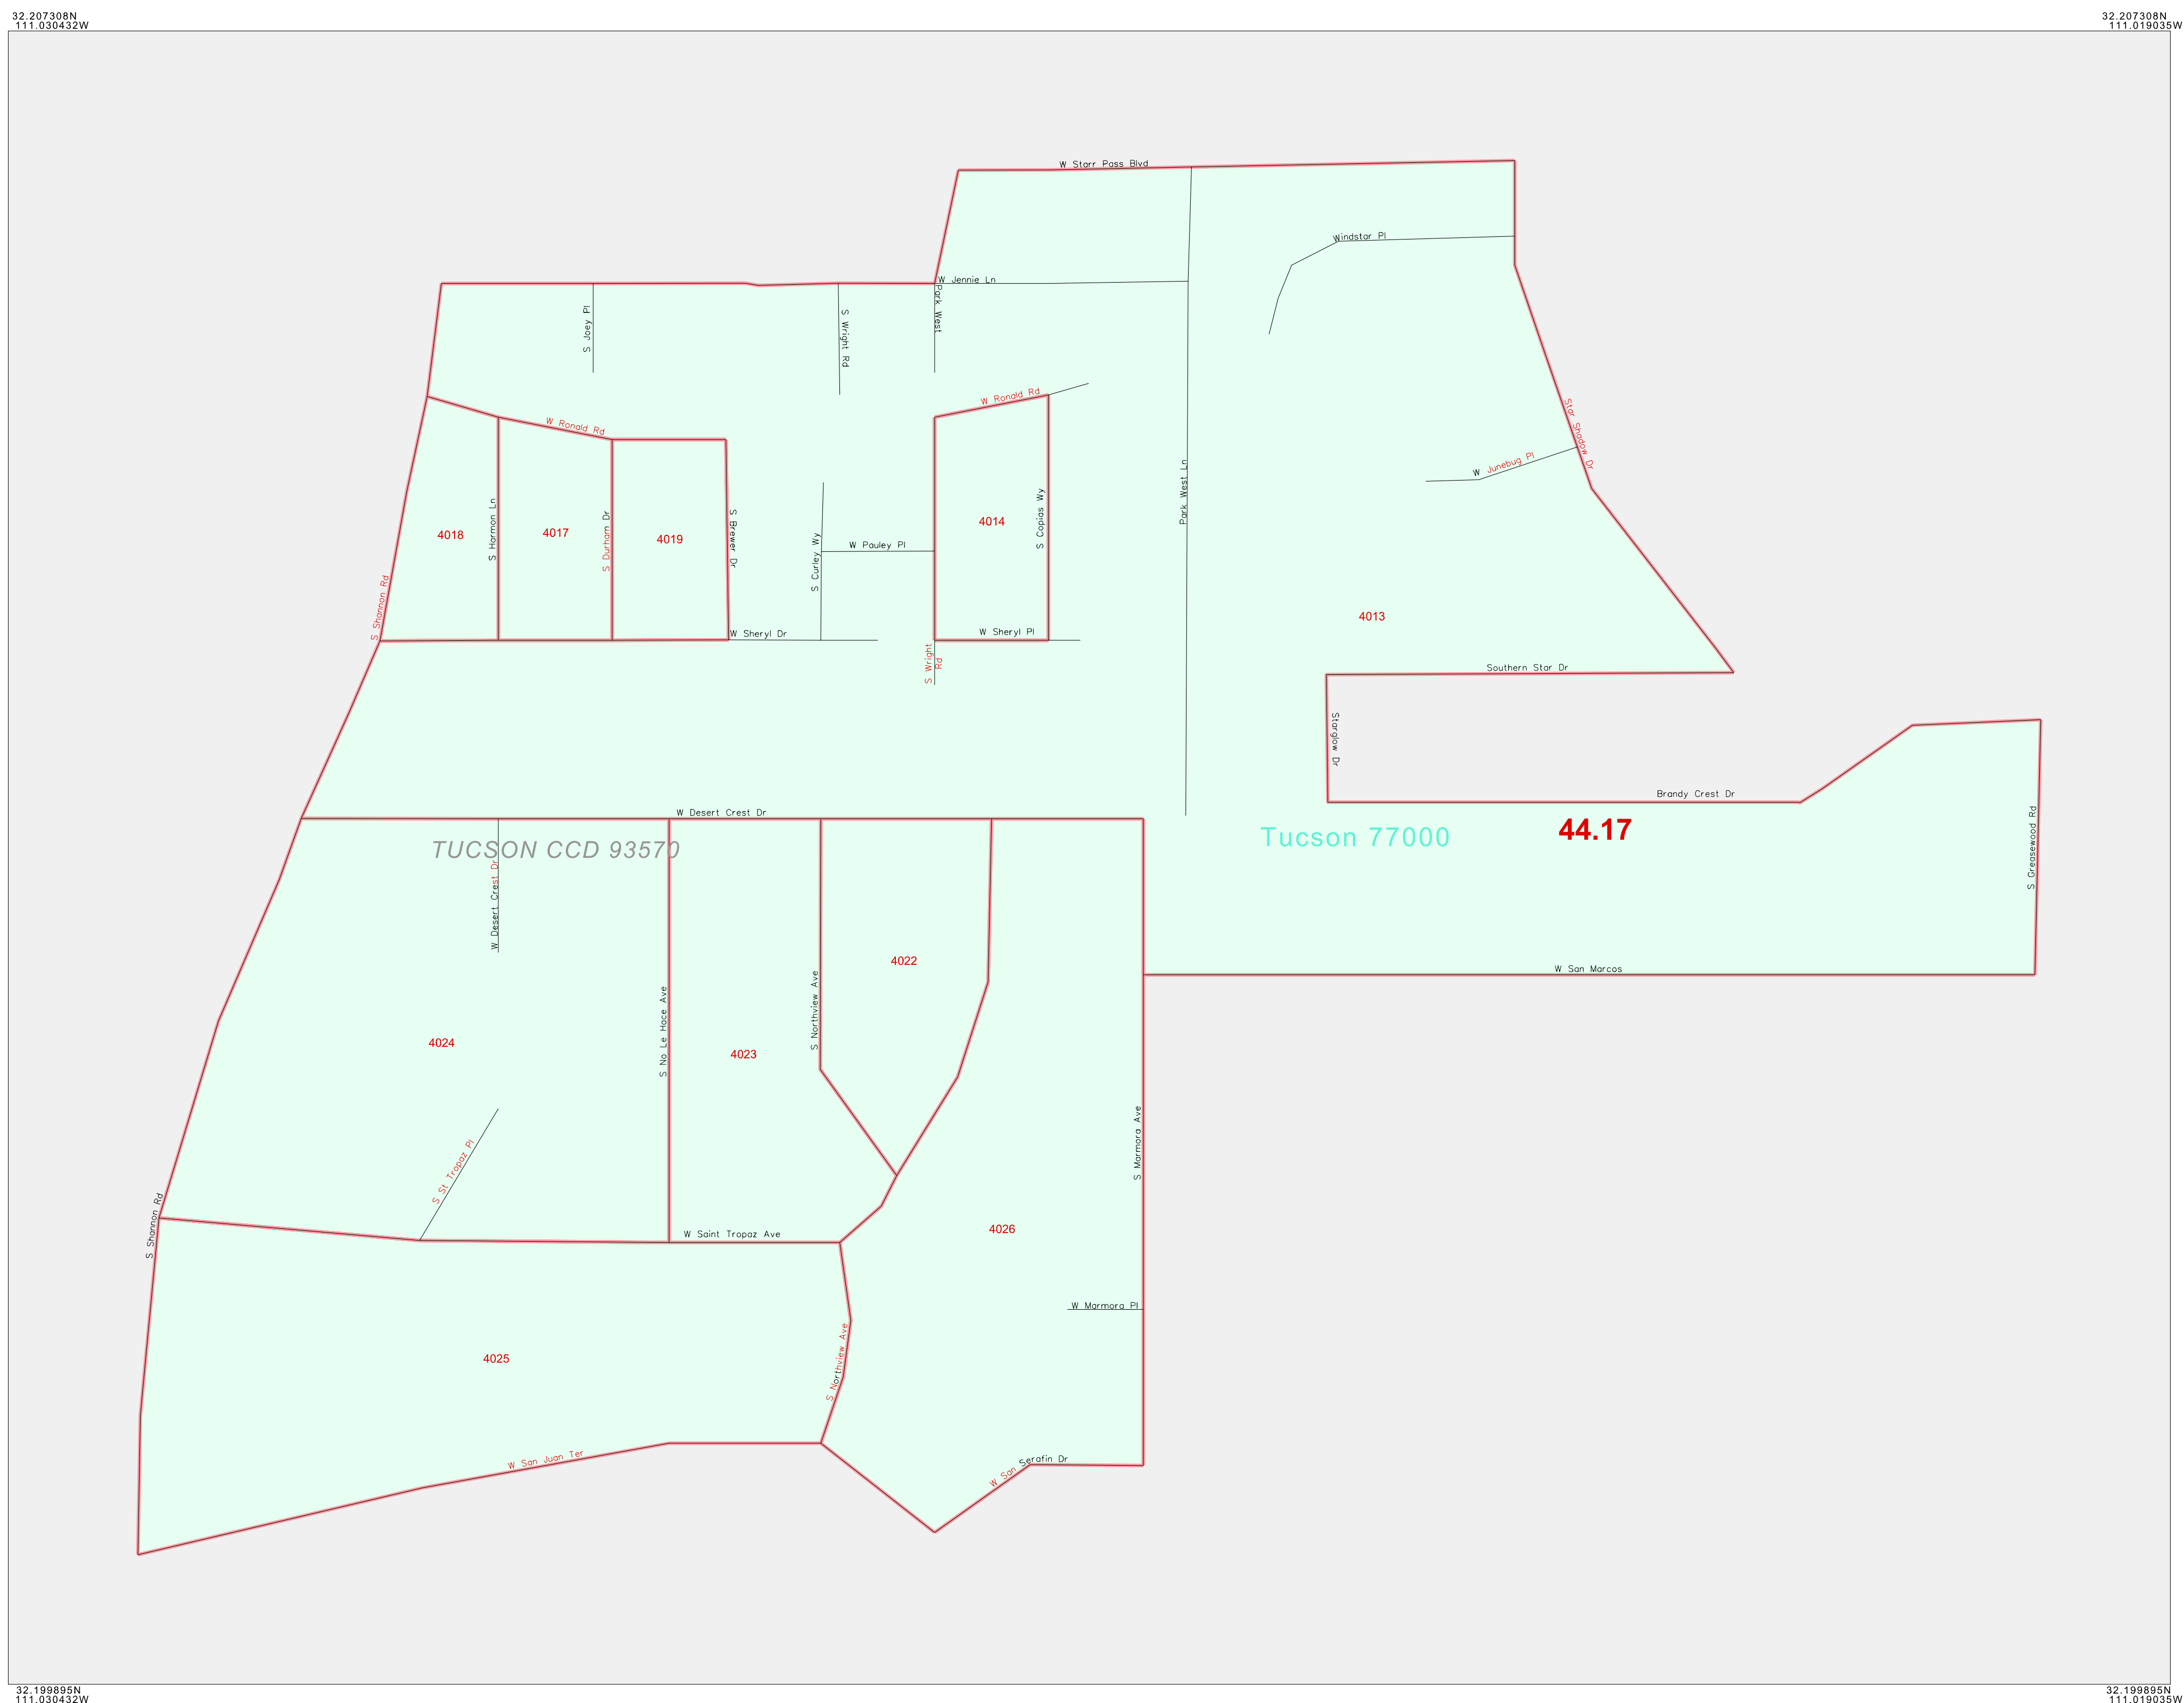 32.207308N
111.030432W
32.207308N
111.019035W
W Starr Pass Blvd
Windstar Pl
W Jennie Ln
Park West
S Joey Pl
S Wright Rd
W Ronald Rd
W Ronald Rd
Star Shadow Dr
W Junebug Pl
Park West Ln
S Harmon Ln
S Durham Dr
S Brewer Dr
S Curley Wy
W Pauley Pl
S Copias Wy
4018
4017
4019
4014
S Shannon Rd
4013
W Sheryl Dr
W Sheryl Pl
S Wright
Rd
Southern Star Dr
Starglow Dr
Brandy Crest Dr
W Desert Crest Dr
TUCSON CCD 93570
Tucson 77000
44.17
S Greasewood Rd
W Desert Crest Dr
4022
W San Marcos
S No Le Hace Ave
S Northview Ave
4024
4023
S Marmora Ave
S St Tropaz Pl
S Shannon Rd
W Saint Tropaz Ave
4026
W Marmora Pl
4025
S Northview Ave
W San Juan Ter
W San Serafin Dr
32.199895N
111.030432W
32.199895N
111.019035W